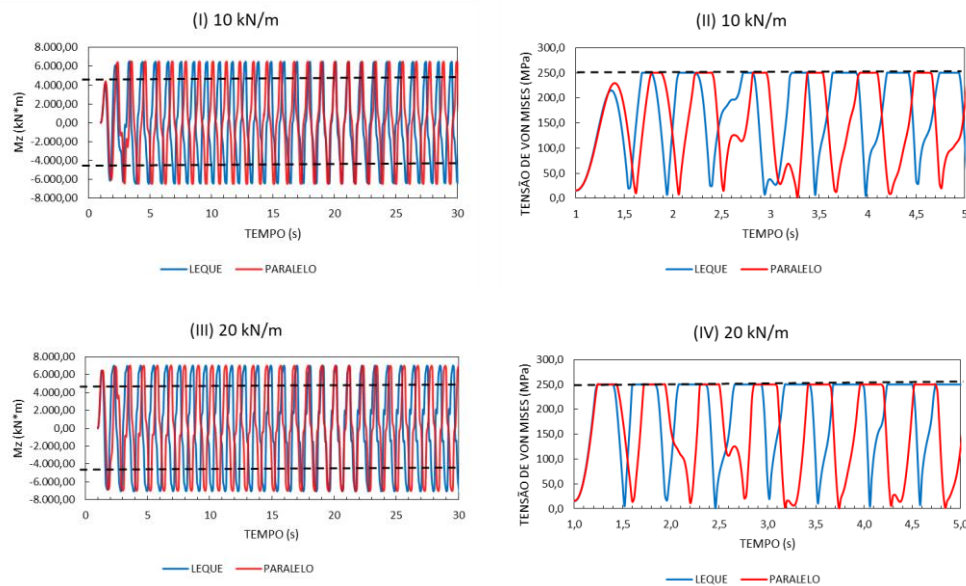 (I) 10 kN/m
Mz (kN*m)
8.000,00
6.000,00
4.000,00
2.000,00
0,00
-2.000,00
-4.000,00
-6.000,00
-8.000,00
0 5 10 15 20 25 30
TEMPO (s)
LEQUE PARALELO
(II) 10 kN/m
TENSÃO DE VON MISES (MPa)
300,0
250,0
200,0
150,0
100,0
50,0
0,0
1 1,5 2 2,5 3 3,5 4 4,5 5
TEMPO (s)
LEQUE PARALELO
(III) 20 kN/m
Mz (kN*m)
8.000,00
6.000,00
4.000,00
2.000,00
0,00
-2.000,00
-4.000,00
-6.000,00
-8.000,00
0 5 10 15 20 25 30
TEMPO (s)
LEQUE PARALELO
(IV) 20 kN/m
TENSÃO DE VON MISES (MPa)
300,0
250,0
200,0
150,0
100,0
50,0
0,0
1,0 1,5 2,0 2,5 3,0 3,5 4,0 4,5 5,0
TEMPO (s)
LEQUE PARALELO